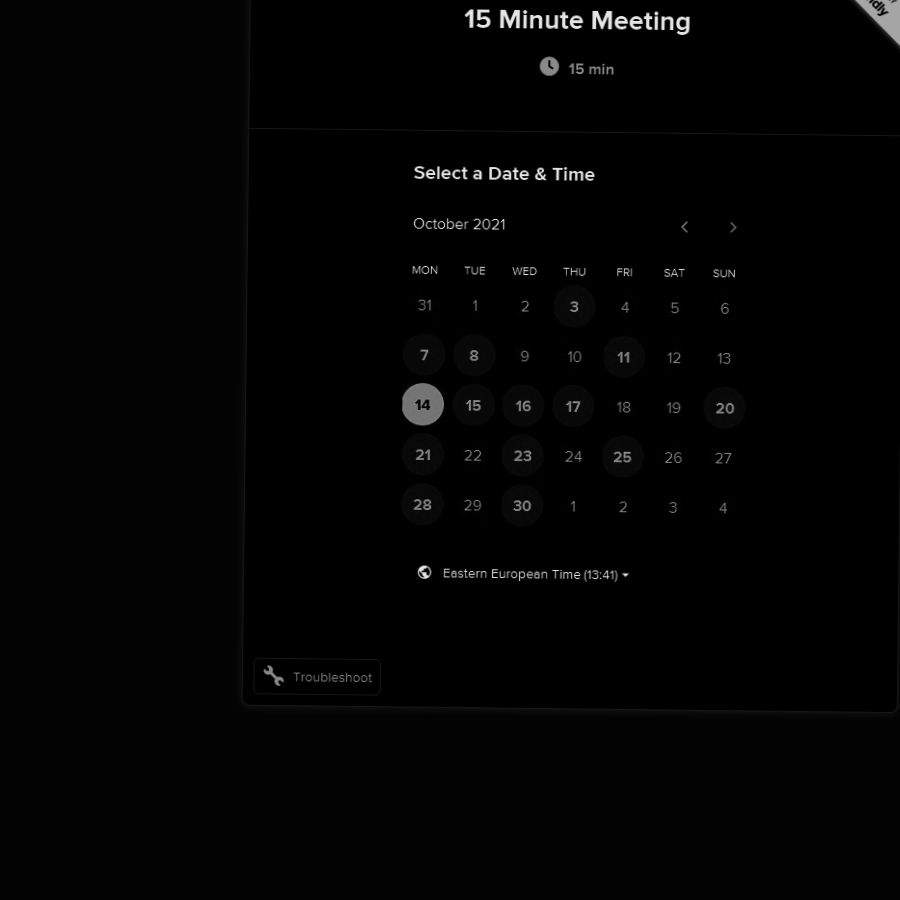 15 Minute Meeting
15 min
Select a Date & Time
October 2021
MON TUE WED THU FRI SAT SUN
31 1 2 3 4 5 6
7 8 9 10 11 12 13
14 15 16 17 18 19 20
21 22 23 24 25 26 27
28 29 30 1 2 3 4
Eastern European Time (13:41)
Troubleshoot